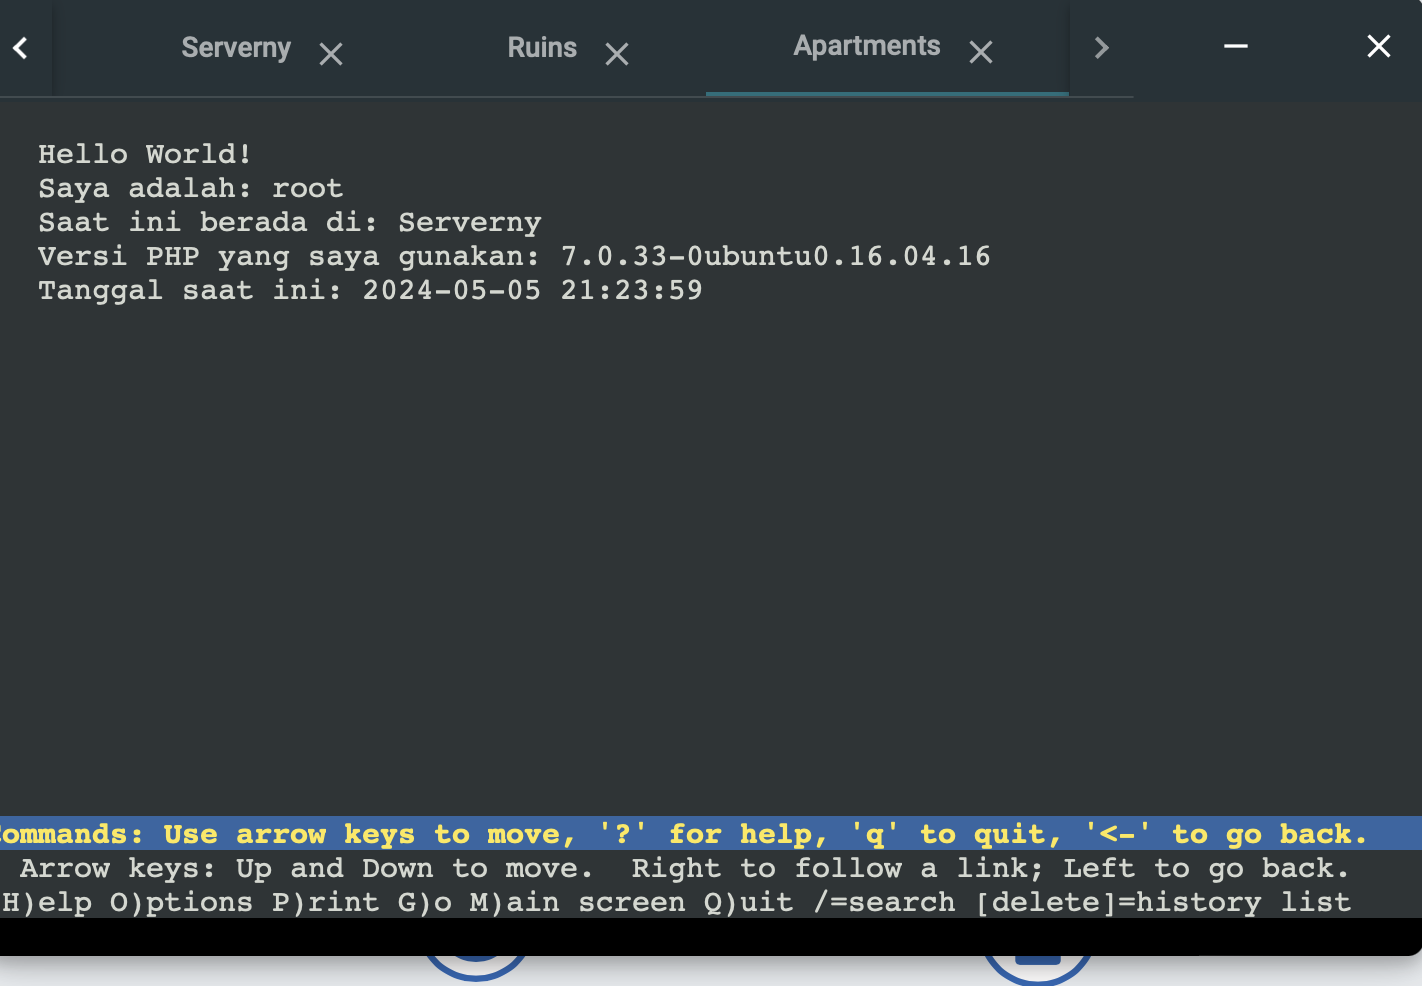 Serverny Ruins Apartments
Hello World!
Saya adalah: root
Saat ini berada di: Serverny
Versi PHP yang saya gunakan: 7.0.33-0ubuntu0.16.04.16
Tanggal saat ini: 2024-05-05 21:23:59
ommands: Use arrow keys to move, '?' for help, 'q' to quit, '<-' to go back.
Arrow keys: Up and Down to move. Right to follow a link; Left to go back.
H)elp O)ptions P)rint G)o M)ain screen Q)uit /=search [delete]=history list